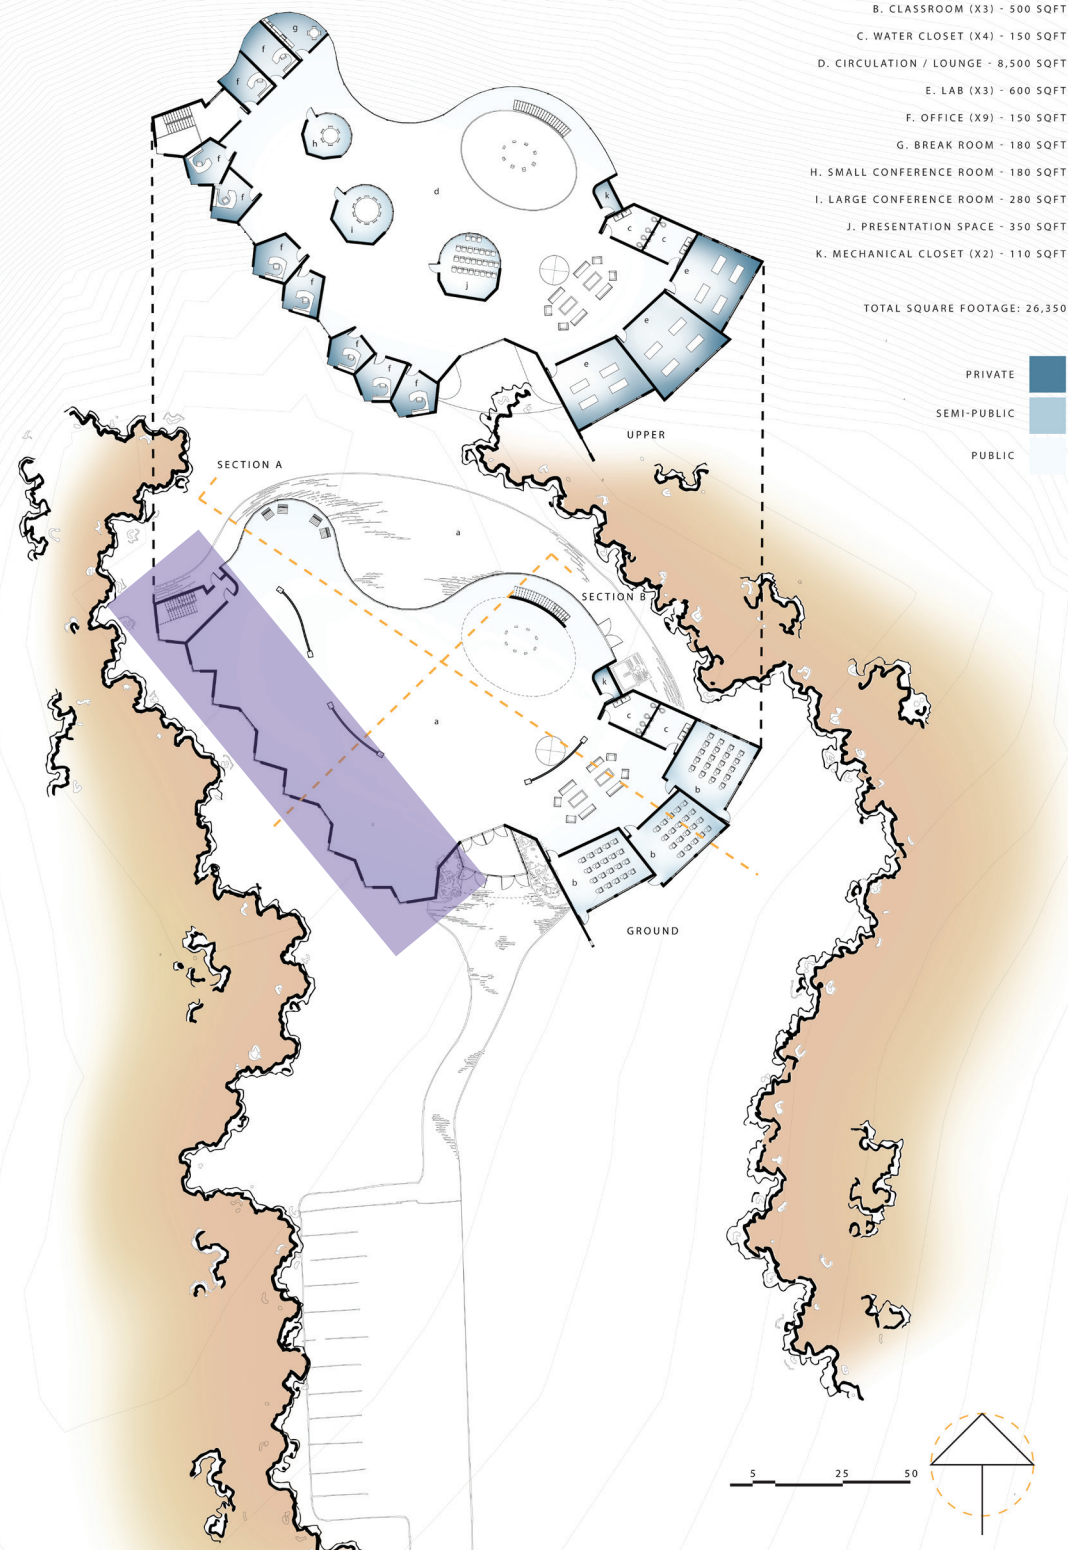 B. CLASSROOM (X3) - 500 SQFT
C. WATER CLOSET (X4) - 150 SQFT
D. CIRCULATION / LOUNGE - 8,500 SQFT
E. LAB (X3) - 600 SQFT
F. OFFICE (X9) - 150 SQFT
G. BREAK ROOM - 180 SQFT
H. SMALL CONFERENCE ROOM - 180 SQFT
I. LARGE CONFERENCE ROOM - 280 SQFT
J. PRESENTATION SPACE - 350 SQFT
K. MECHANICAL CLOSET (X2) - 110 SQFT
TOTAL SQUARE FOOTAGE: 26,350
PRIVATE
SEMI-PUBLIC
PUBLIC
g
f
f
h
f
f
d
k
i
c
c
f
e
j
f
e
f
e
f
f
UPPER
SECTION A
a
SECTION B
k
a
c
c
b
b
b
GROUND
5 25 50